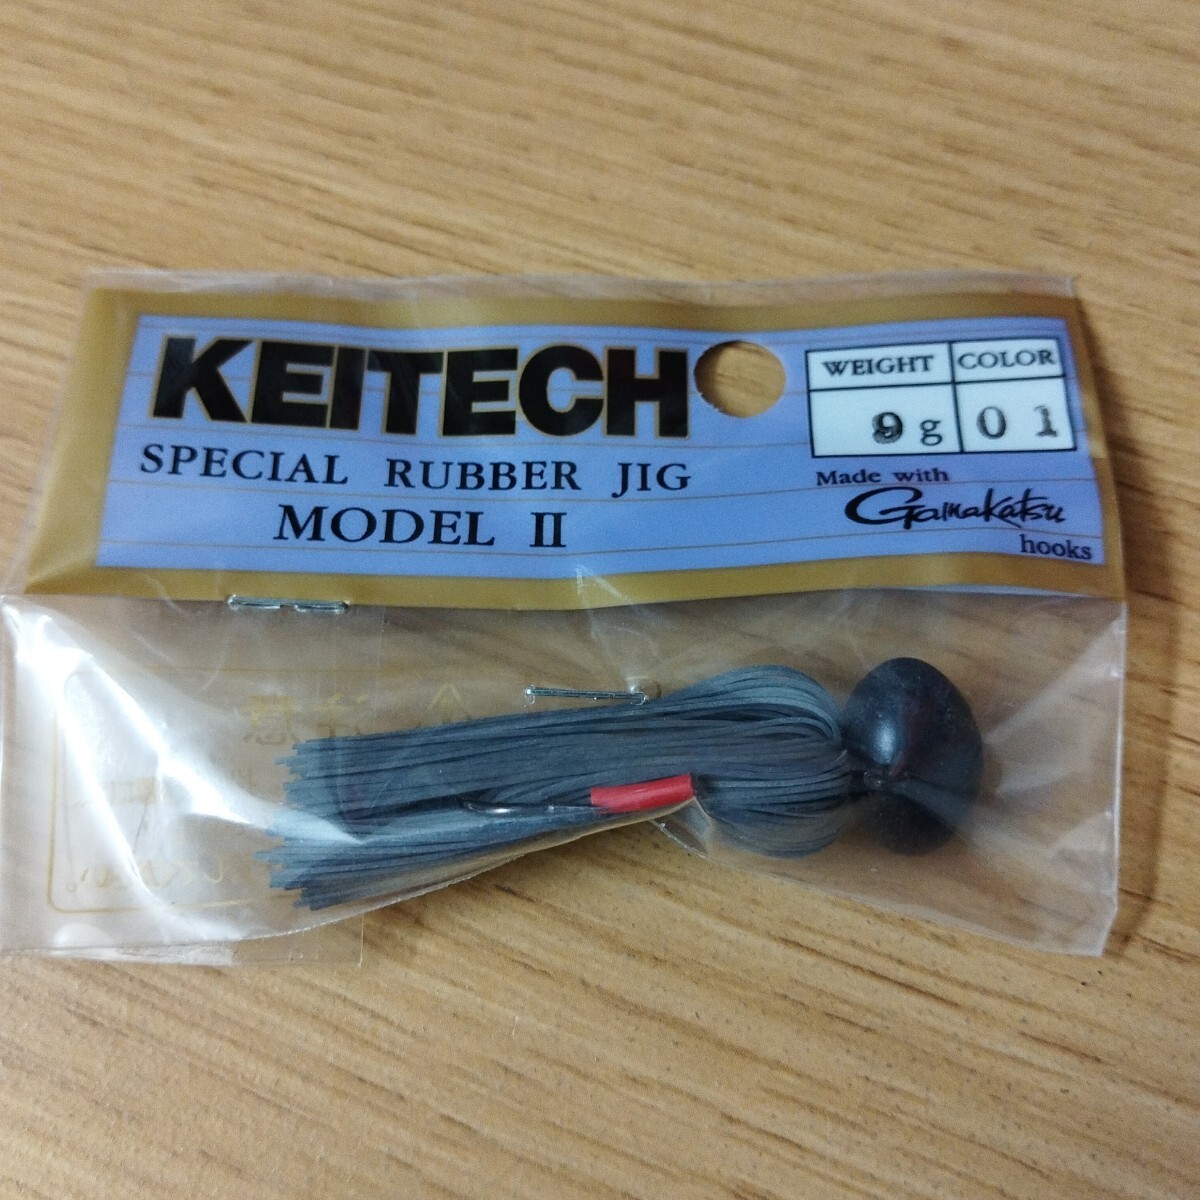 KEITECH
SPECIAL RUBBER JIG
MODEL II
WEIGHT COLOR
9g 01
Made with
Gamakatsu
hooks